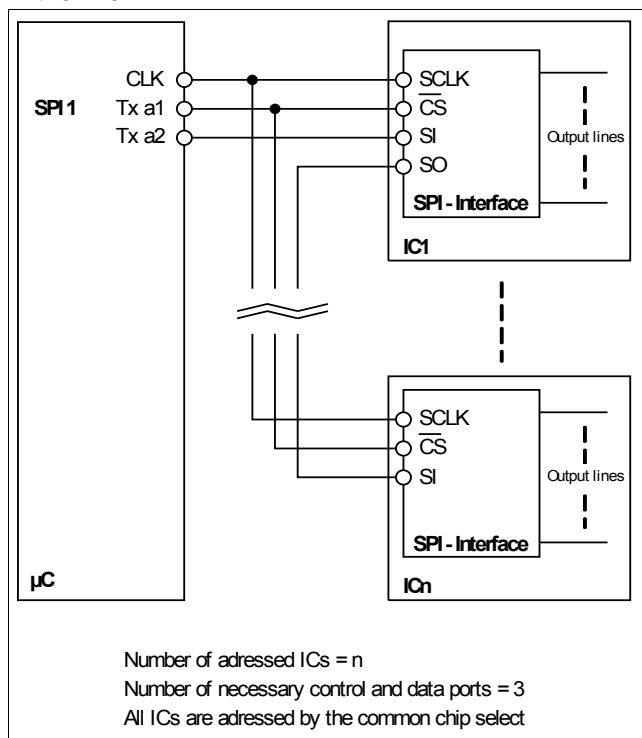 CLK
SPI 1
Tx a1
Tx a2
SCLK
CS
SI
SO
Output lines
SPI - Interface
IC1
SCLK
CS
SI
Output lines
SPI - Interface
µC
ICn
Number of adressed ICs = n
Number of necessary control and data ports = 3
All ICs are adressed by the common chip select